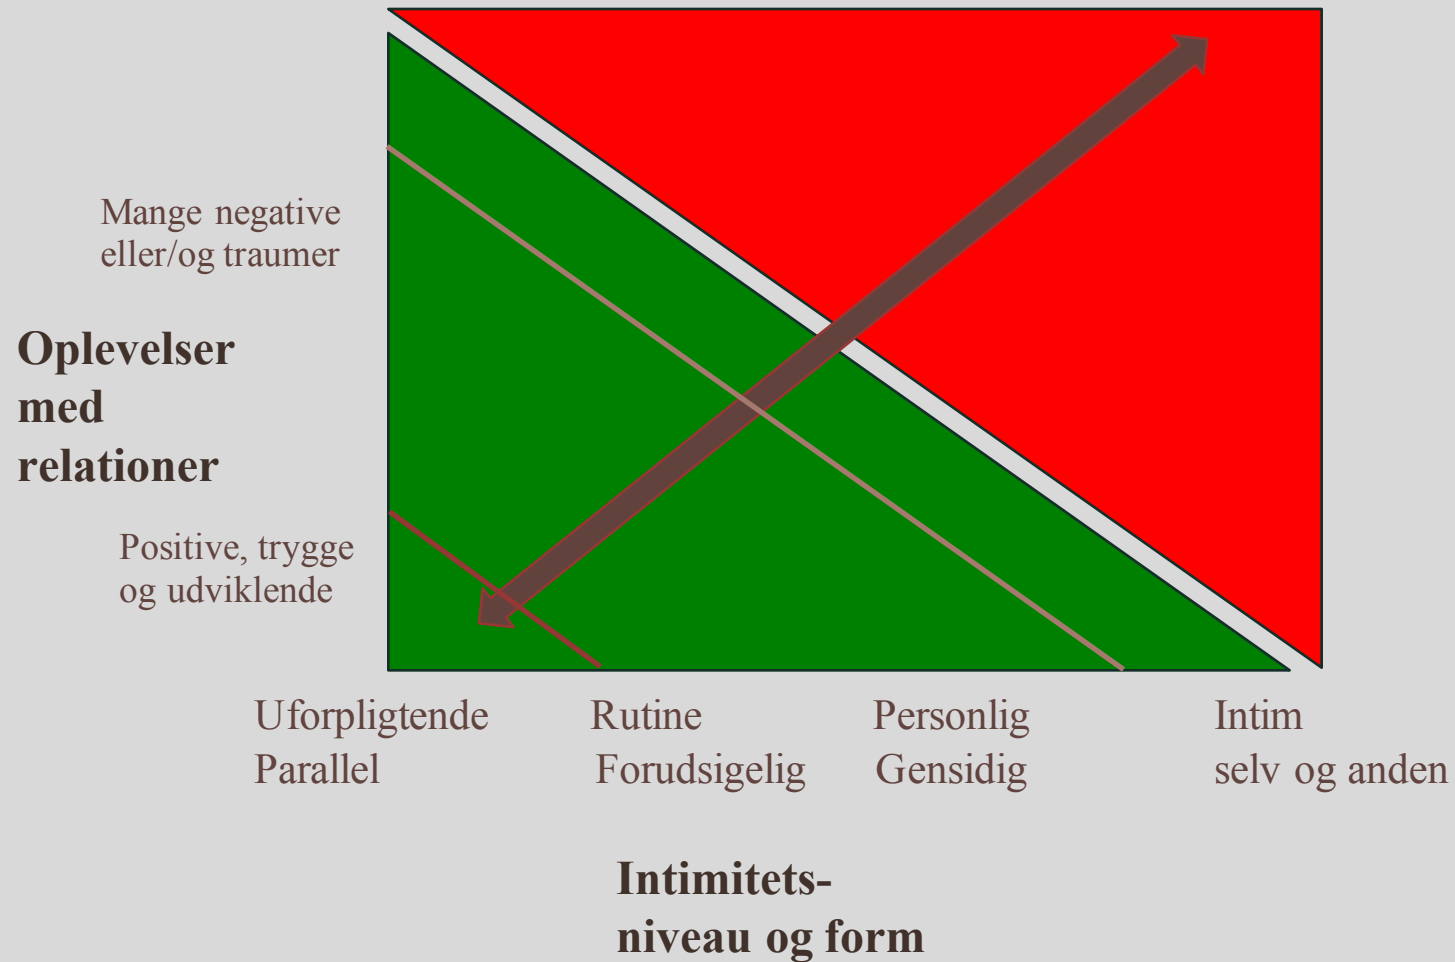 Mange negative
eller/og traumer
Oplevelser
med
relationer
Positive, trygge
og udviklende
Uforpligtende Rutine Personlig Intim
Parallel Forudsigelig Gensidig selv og anden
Intimitets-
niveau og form